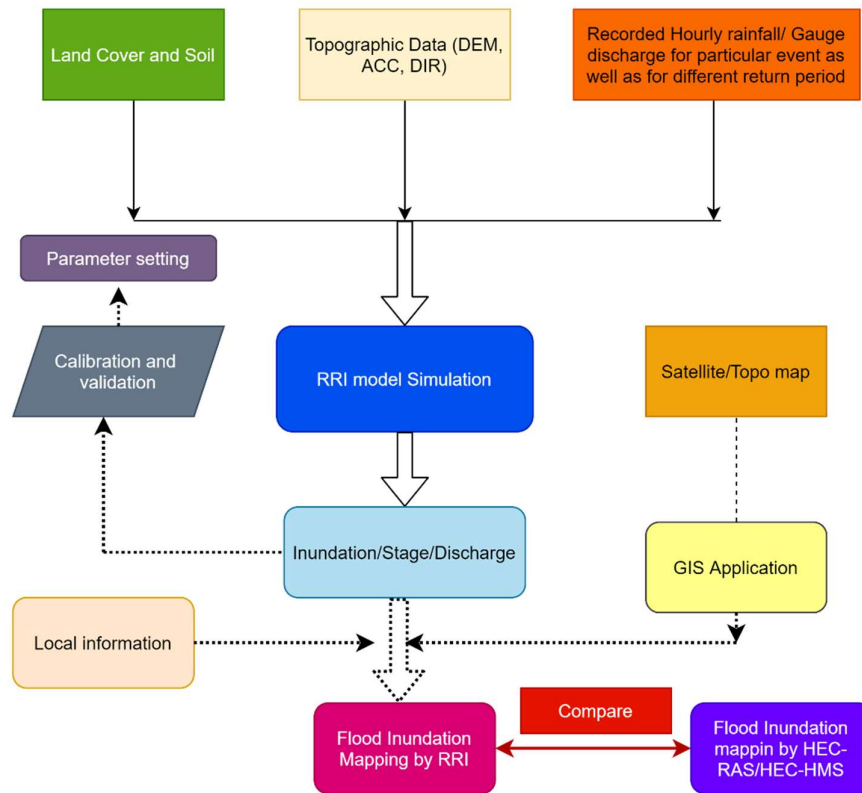 Land Cover and Soil
Topographic Data (DEM,
ACC, DIR)
Recorded Hourly rainfall/ Gauge
discharge for particular event as
well as for different return period
Parameter setting
Calibration and
validation
RRI model Simulation
Satellite/Topo map
Inundation/Stage/Discharge
GIS Application
Local information
Flood Inundation
Mapping by RRI
Compare
Flood Inundation
mappin by HEC-
RAS/HEC-HMS